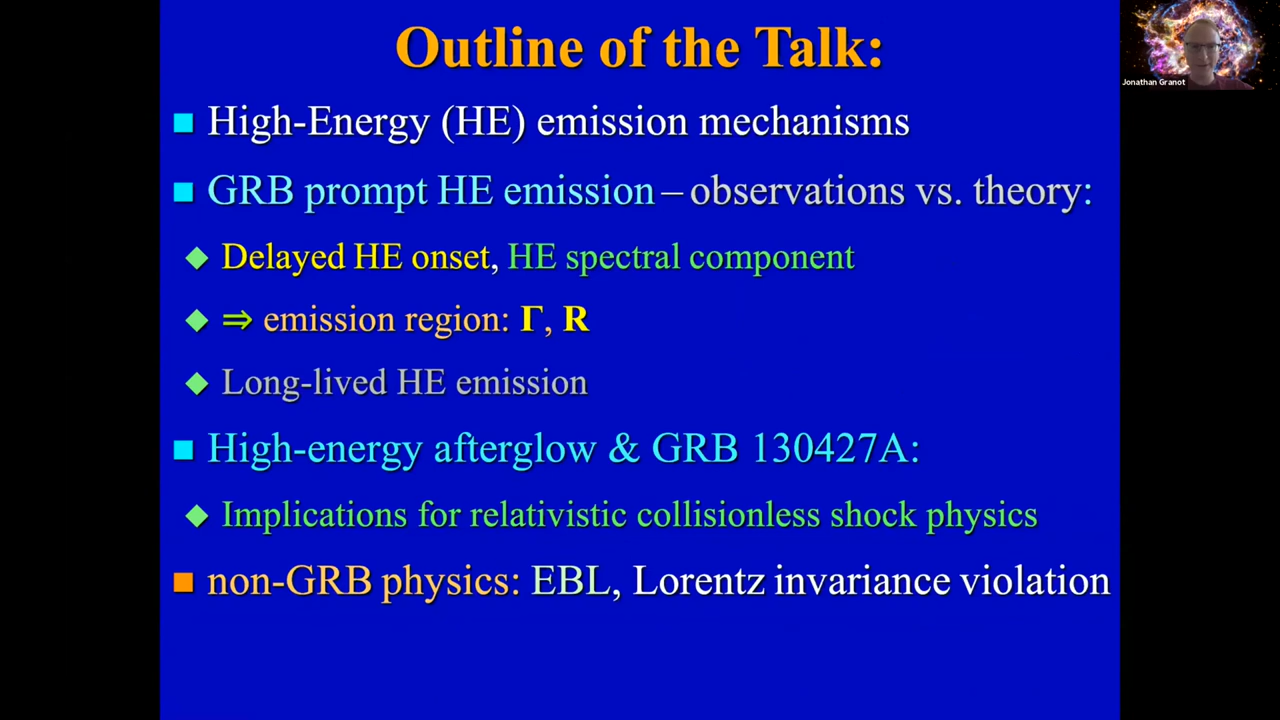 Outline of the Talk:
Jonathan Granot
High-Energy (HE) emission mechanisms
GRB prompt HE emission – observations vs. theory:
Delayed HE onset, HE spectral component
⇒ emission region: Γ, R
Long-lived HE emission
High-energy afterglow & GRB 130427A:
Implications for relativistic collisionless shock physics
non-GRB physics: EBL, Lorentz invariance violation